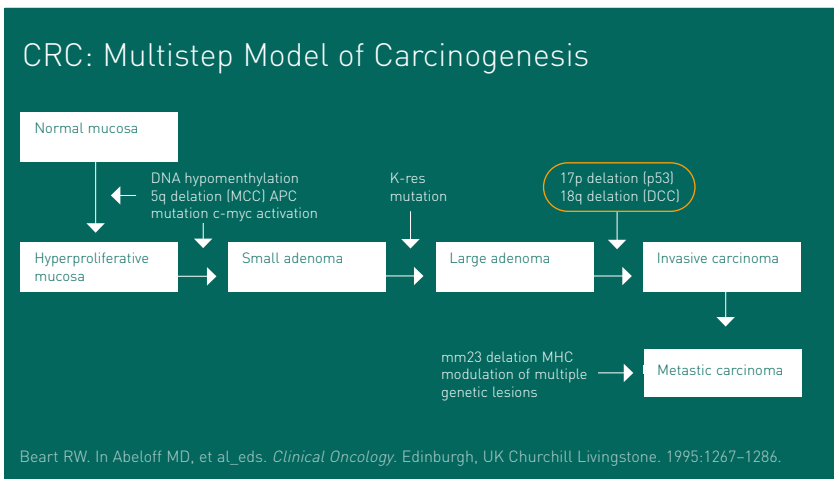 CRC: Multistep Model of Carcinogenesis
Normal mucosa
DNA hypomenthylation
5q delation (MCC) APC
mutation c-myc activation
K-res
mutation
17p delation (p53)
18q delation (DCC)
Hyperproliferative
mucosa
Small adenoma
Large adenoma
Invasive carcinoma
mm23 delation MHC
modulation of multiple
genetic lesions
Metastic carcinoma
Beart RW. In Abeloff MD, et al_eds. Clinical Oncology. Edinburgh, UK Churchill Livingstone. 1995:1267–1286.